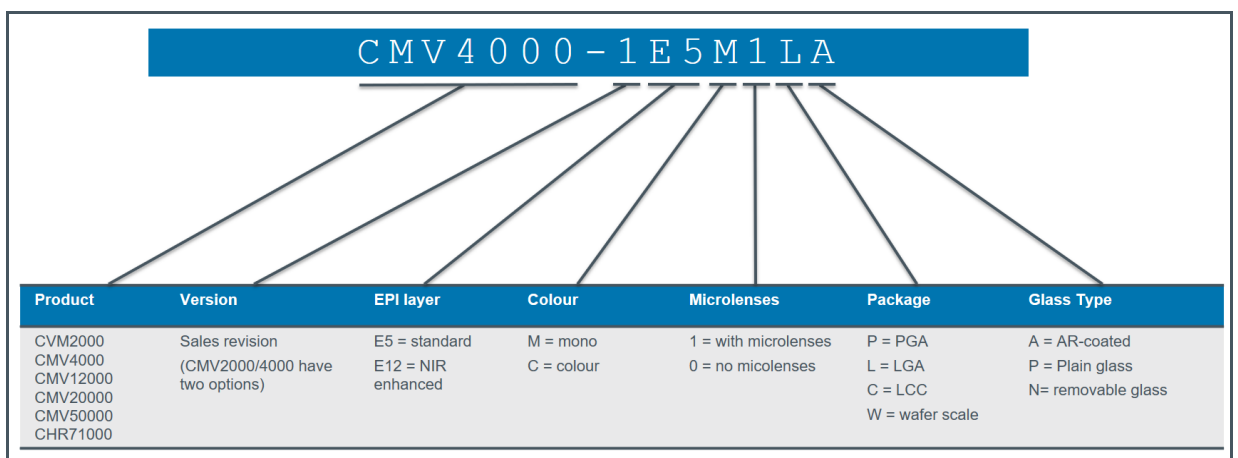 CMV4000-1E5M1LA
Product Version EPI layer Colour Microlenses Package Glass Type
CVM2000
CMV4000
CMV12000
CMV20000
CMV50000
CHR71000
Sales revision
(CMV2000/4000 have
two options)
E5 = standard
E12 = NIR
enhanced
M = mono
C = colour
1 = with microlenses
0 = no micolenses
P = PGA
L = LGA
C = LCC
W = wafer scale
A = AR-coated
P = Plain glass
N= removable glass